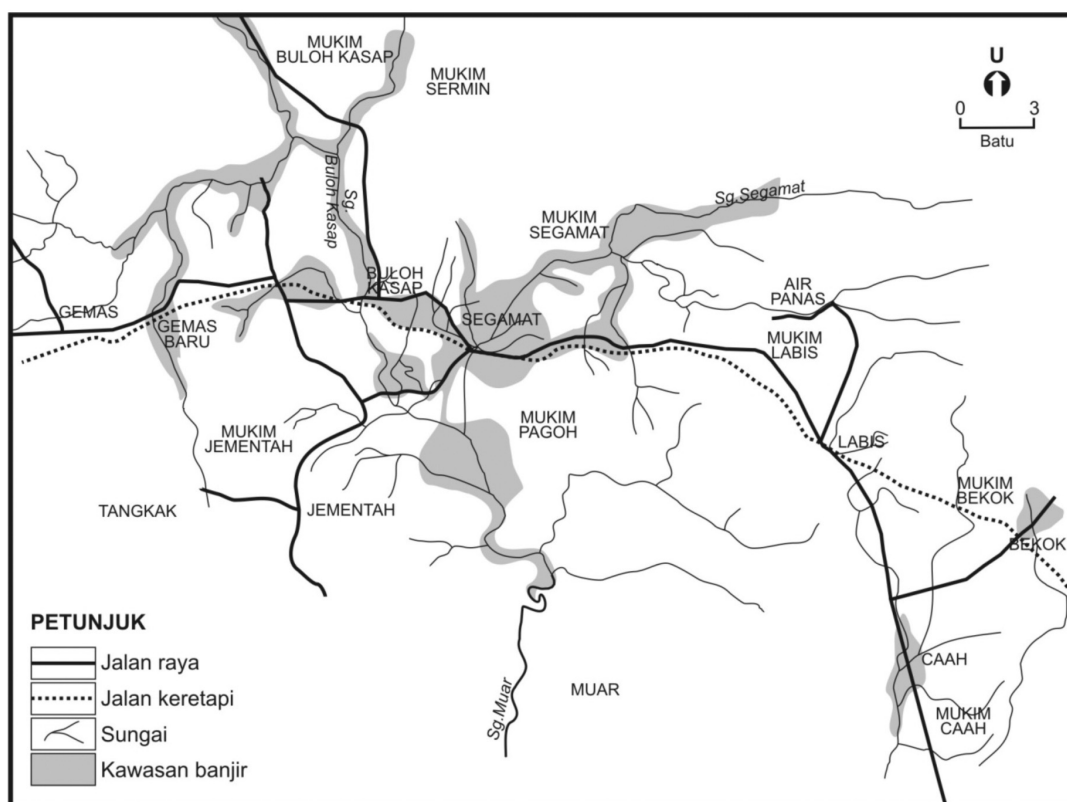 MUKIM
BULOH KASAP
MUKIM
SERMIN
U
0 3
Batu
Sg.
Buloh Kasap
Sg.Segamat
MUKIM
SEGAMAT
BULOH
KASAP
AIR
PANAS
GEMAS
GEMAS
BARU
SEGAMAT
MUKIM
LABIS
MUKIM
JEMENTAH
MUKIM
PAGOH
LABIS
MUKIM
BEKOK
TANGKAK
JEMENTAH
BEKOK
PETUNJUK
Jalan raya
Jalan keretapi
Sungai
Kawasan banjir
Sg.Muar
MUAR
CAAH
MUKIM
CAAH